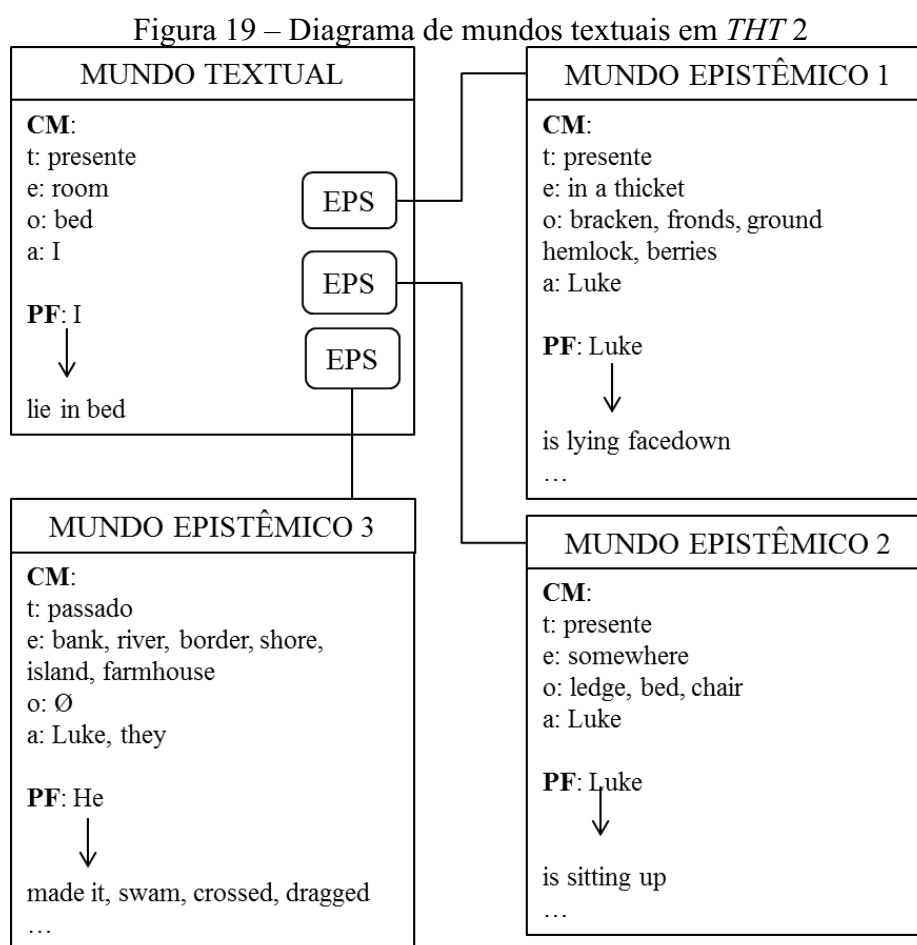 Figura 19 – Diagrama de mundos textuais em THT 2
MUNDO TEXTUAL
CM:
t: presente
e: room
o: bed
a: I
PF: I
lie in bed
EPS
EPS
EPS
MUNDO EPISTÊMICO 1
CM:
t: presente
e: in a thicket
o: bracken, fronds, ground
hemlock, berries
a: Luke
PF: Luke
is lying facedown
…
MUNDO EPISTÊMICO 3
CM:
t: passado
e: bank, river, border, shore,
island, farmhouse
o: Ø
a: Luke, they
PF: He
made it, swam, crossed, dragged
…
MUNDO EPISTÊMICO 2
CM:
t: presente
e: somewhere
o: ledge, bed, chair
a: Luke
PF: Luke
is sitting up
…